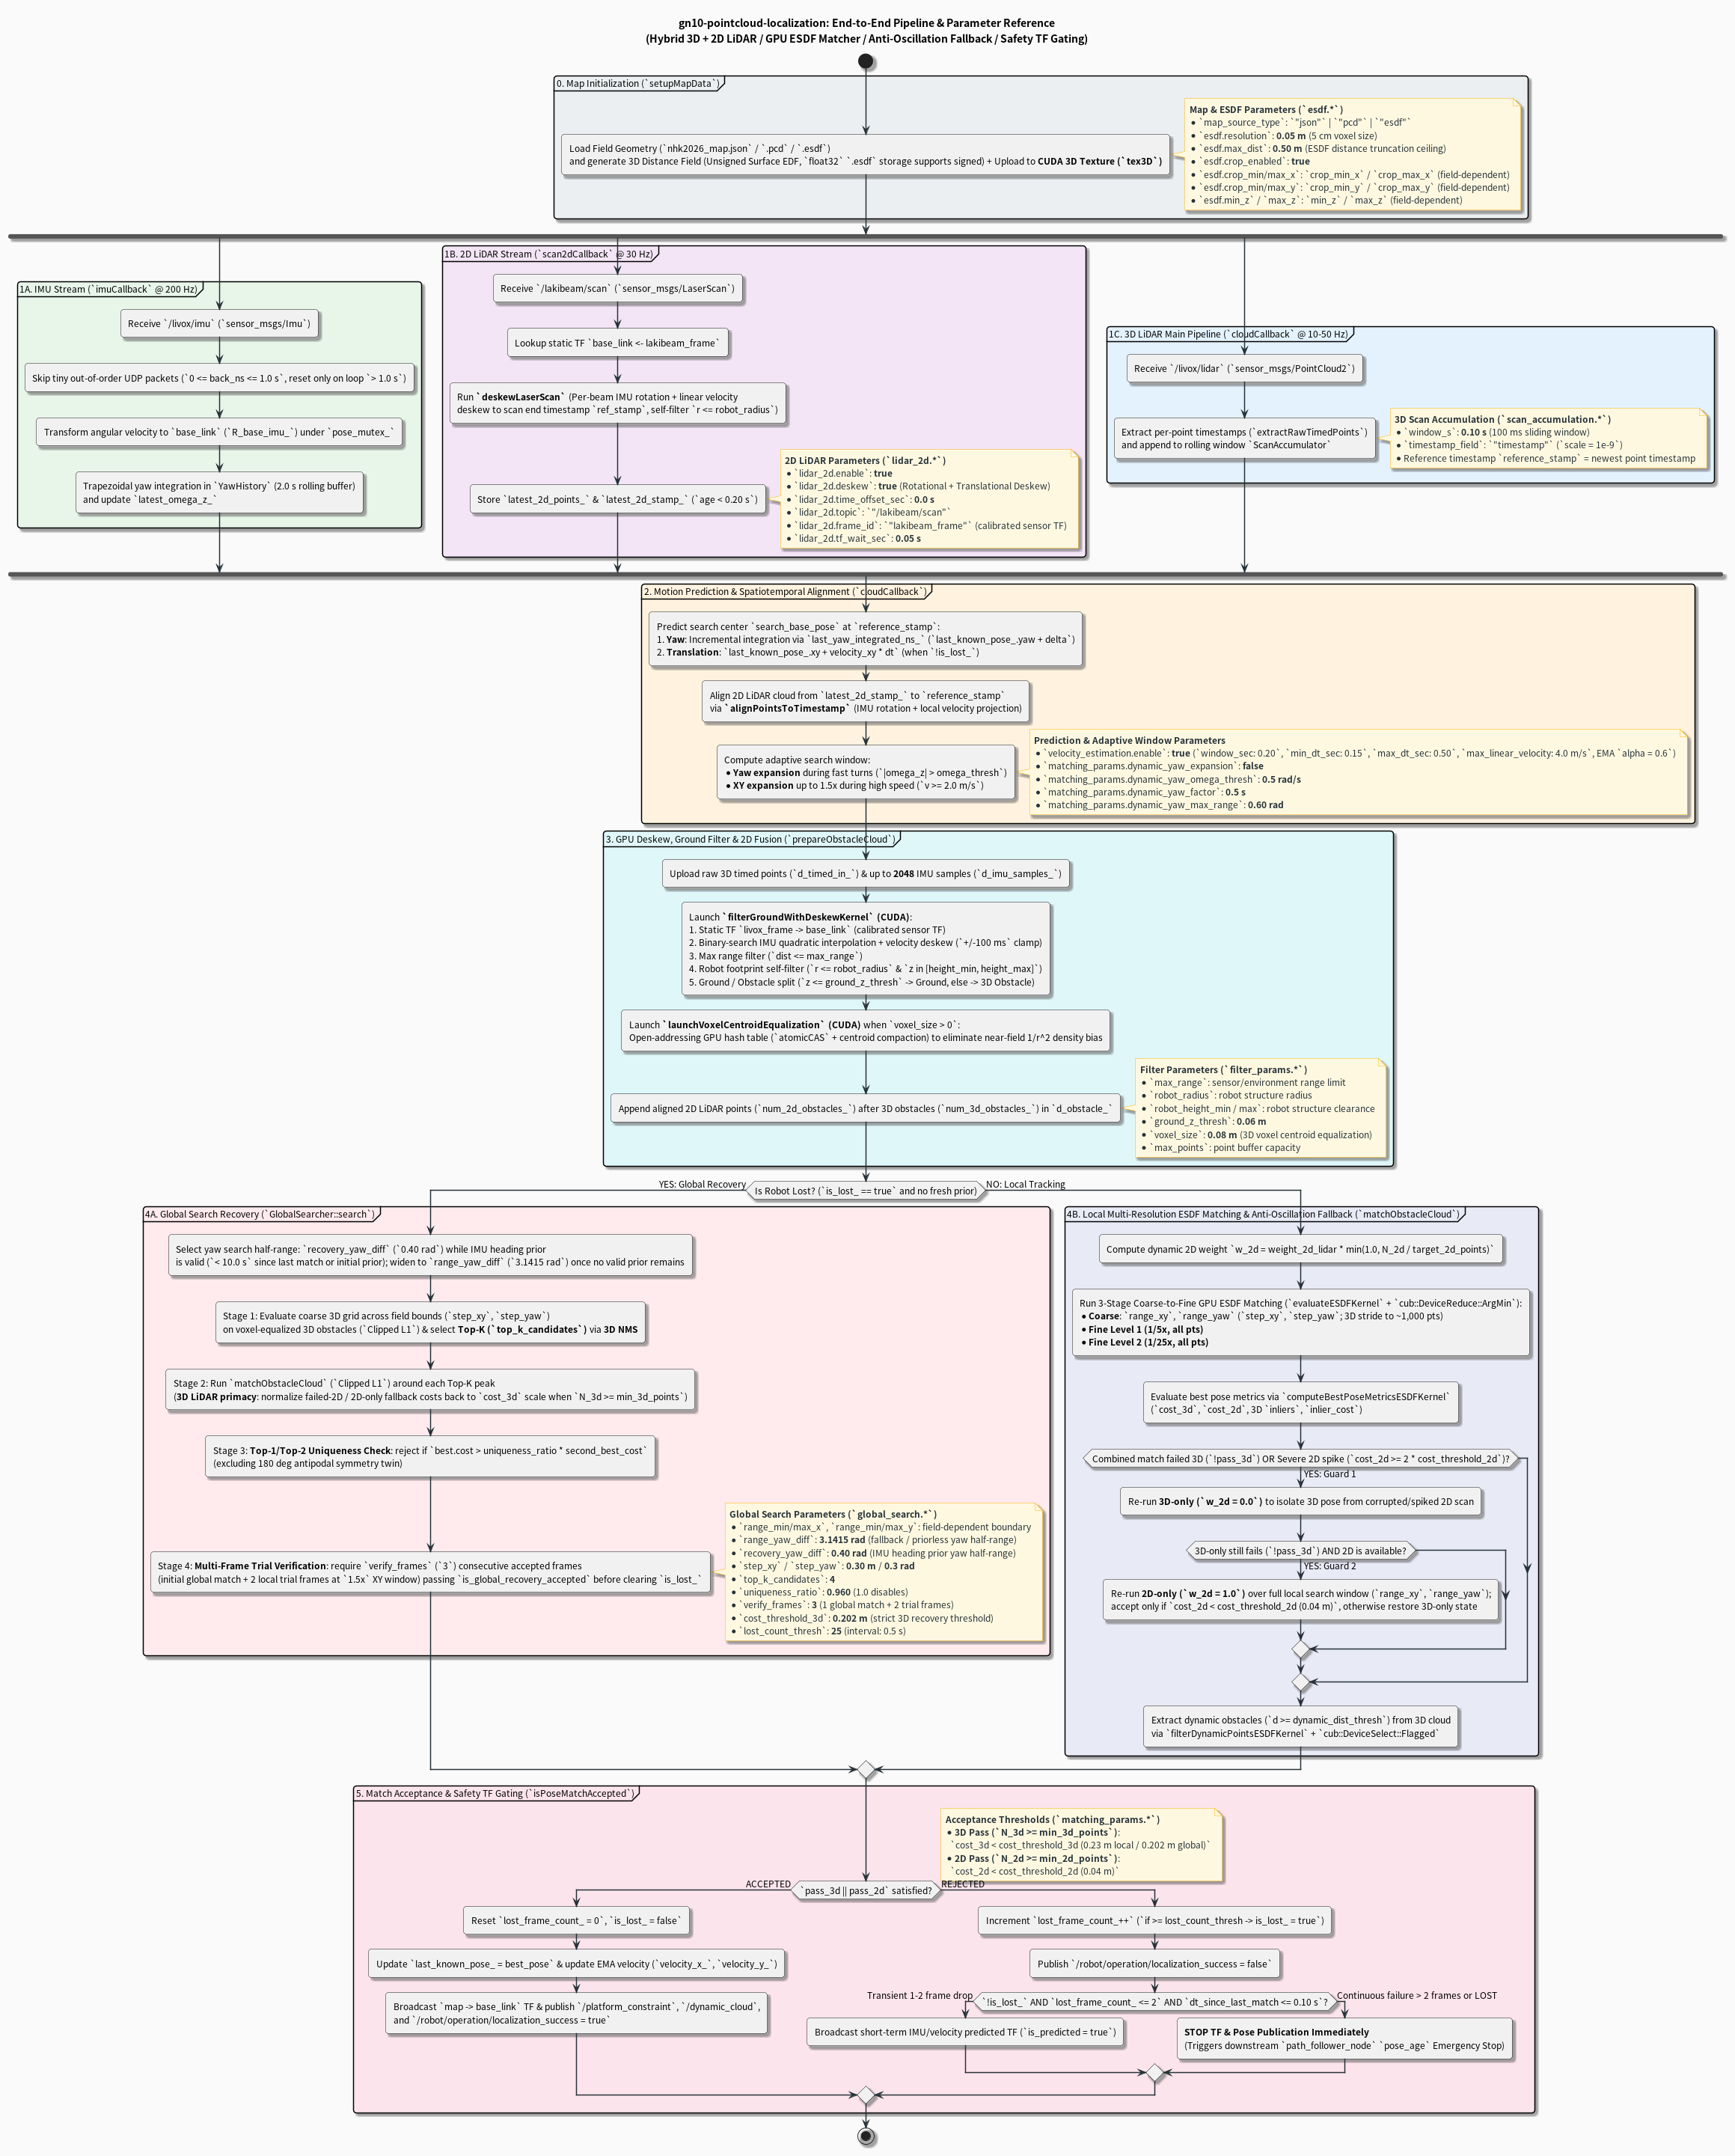 gn10-pointcloud-localization: End-to-End Pipeline & Parameter Reference
(Hybrid 3D + 2D LiDAR / GPU ESDF Matcher / Anti-Oscillation Fallback / Safety TF Gating)
0. Map Initialization (`setupMapData`)
Load Field Geometry (`nhk2026_map.json` / `.pcd` / `.esdf`)
and generate 3D Distance Field (Unsigned Surface EDF, `float32` `.esdf` storage supports signed) + Upload to CUDA 3D Texture (`tex3D`)
Map & ESDF Parameters (`esdf.*`)
• `map_source_type`: `"json"` | `"pcd"` | `"esdf"`
• `esdf.resolution`: 0.05 m (5 cm voxel size)
• `esdf.max_dist`: 0.50 m (ESDF distance truncation ceiling)
• `esdf.crop_enabled`: true
• `esdf.crop_min/max_x`: `crop_min_x` / `crop_max_x` (field-dependent)
• `esdf.crop_min/max_y`: `crop_min_y` / `crop_max_y` (field-dependent)
• `esdf.min_z` / `max_z`: `min_z` / `max_z` (field-dependent)
1A. IMU Stream (`imuCallback` @ 200 Hz)
Receive `/livox/imu` (`sensor_msgs/Imu`)
Skip tiny out-of-order UDP packets (`0 <= back_ns <= 1.0 s`, reset only on loop `> 1.0 s`)
Transform angular velocity to `base_link` (`R_base_imu_`) under `pose_mutex_`
Trapezoidal yaw integration in `YawHistory` (2.0 s rolling buffer)
and update `latest_omega_z_`
1B. 2D LiDAR Stream (`scan2dCallback` @ 30 Hz)
Receive `/lakibeam/scan` (`sensor_msgs/LaserScan`)
Lookup static TF `base_link <- lakibeam_frame`
Run `deskewLaserScan` (Per-beam IMU rotation + linear velocity
deskew to scan end timestamp `ref_stamp`, self-filter `r <= robot_radius`)
Store `latest_2d_points_` & `latest_2d_stamp_` (`age < 0.20 s`)
2D LiDAR Parameters (`lidar_2d.*`)
• `lidar_2d.enable`: true
• `lidar_2d.deskew`: true (Rotational + Translational Deskew)
• `lidar_2d.time_offset_sec`: 0.0 s
• `lidar_2d.topic`: `"/lakibeam/scan"`
• `lidar_2d.frame_id`: `"lakibeam_frame"` (calibrated sensor TF)
• `lidar_2d.tf_wait_sec`: 0.05 s
1C. 3D LiDAR Main Pipeline (`cloudCallback` @ 10-50 Hz)
Receive `/livox/lidar` (`sensor_msgs/PointCloud2`)
Extract per-point timestamps (`extractRawTimedPoints`)
and append to rolling window `ScanAccumulator`
3D Scan Accumulation (`scan_accumulation.*`)
• `window_s`: 0.10 s (100 ms sliding window)
• `timestamp_field`: `"timestamp"` (`scale = 1e-9`)
• Reference timestamp `reference_stamp` = newest point timestamp
2. Motion Prediction & Spatiotemporal Alignment (`cloudCallback`)
Predict search center `search_base_pose` at `reference_stamp`:
1. Yaw: Incremental integration via `last_yaw_integrated_ns_` (`last_known_pose_.yaw + delta`)
2. Translation: `last_known_pose_.xy + velocity_xy * dt` (when `!is_lost_`)
Align 2D LiDAR cloud from `latest_2d_stamp_` to `reference_stamp`
via `alignPointsToTimestamp` (IMU rotation + local velocity projection)
Compute adaptive search window:
• Yaw expansion during fast turns (`|omega_z| > omega_thresh`)
• XY expansion up to 1.5x during high speed (`v >= 2.0 m/s`)
Prediction & Adaptive Window Parameters
• `velocity_estimation.enable`: true (`window_sec: 0.20`, `min_dt_sec: 0.15`, `max_dt_sec: 0.50`, `max_linear_velocity: 4.0 m/s`, EMA `alpha = 0.6`)
• `matching_params.dynamic_yaw_expansion`: false
• `matching_params.dynamic_yaw_omega_thresh`: 0.5 rad/s
• `matching_params.dynamic_yaw_factor`: 0.5 s
• `matching_params.dynamic_yaw_max_range`: 0.60 rad
3. GPU Deskew, Ground Filter & 2D Fusion (`prepareObstacleCloud`)
Upload raw 3D timed points (`d_timed_in_`) & up to 2048 IMU samples (`d_imu_samples_`)
Launch `filterGroundWithDeskewKernel` (CUDA):
1. Static TF `livox_frame -> base_link` (calibrated sensor TF)
2. Binary-search IMU quadratic interpolation + velocity deskew (`+/-100 ms` clamp)
3. Max range filter (`dist <= max_range`)
4. Robot footprint self-filter (`r <= robot_radius` & `z in [height_min, height_max]`)
5. Ground / Obstacle split (`z <= ground_z_thresh` -> Ground, else -> 3D Obstacle)
Launch `launchVoxelCentroidEqualization` (CUDA) when `voxel_size > 0`:
Open-addressing GPU hash table (`atomicCAS` + centroid compaction) to eliminate near-field 1/r^2 density bias
Append aligned 2D LiDAR points (`num_2d_obstacles_`) after 3D obstacles (`num_3d_obstacles_`) in `d_obstacle_`
Filter Parameters (`filter_params.*`)
• `max_range`: sensor/environment range limit
• `robot_radius`: robot structure radius
• `robot_height_min / max`: robot structure clearance
• `ground_z_thresh`: 0.06 m
• `voxel_size`: 0.08 m (3D voxel centroid equalization)
• `max_points`: point buffer capacity
YES: Global Recovery
Is Robot Lost? (`is_lost_ == true` and no fresh prior)
NO: Local Tracking
4A. Global Search Recovery (`GlobalSearcher::search`)
Select yaw search half-range: `recovery_yaw_diff` (`0.40 rad`) while IMU heading prior
is valid (`< 10.0 s` since last match or initial prior); widen to `range_yaw_diff` (`3.1415 rad`) once no valid prior remains
Stage 1: Evaluate coarse 3D grid across field bounds (`step_xy`, `step_yaw`)
on voxel-equalized 3D obstacles (`Clipped L1`) & select Top-K (`top_k_candidates`) via 3D NMS
Stage 2: Run `matchObstacleCloud` (`Clipped L1`) around each Top-K peak
(3D LiDAR primacy: normalize failed-2D / 2D-only fallback costs back to `cost_3d` scale when `N_3d >= min_3d_points`)
Stage 3: Top-1/Top-2 Uniqueness Check: reject if `best.cost > uniqueness_ratio * second_best_cost`
(excluding 180 deg antipodal symmetry twin)
Stage 4: Multi-Frame Trial Verification: require `verify_frames` (`3`) consecutive accepted frames
(initial global match + 2 local trial frames at `1.5x` XY window) passing `is_global_recovery_accepted` before clearing `is_lost_`
Global Search Parameters (`global_search.*`)
• `range_min/max_x`, `range_min/max_y`: field-dependent boundary
• `range_yaw_diff`: 3.1415 rad (fallback / priorless yaw half-range)
• `recovery_yaw_diff`: 0.40 rad (IMU heading prior yaw half-range)
• `step_xy` / `step_yaw`: 0.30 m / 0.3 rad
• `top_k_candidates`: 4
• `uniqueness_ratio`: 0.960 (1.0 disables)
• `verify_frames`: 3 (1 global match + 2 trial frames)
• `cost_threshold_3d`: 0.202 m (strict 3D recovery threshold)
• `lost_count_thresh`: 25 (interval: 0.5 s)
4B. Local Multi-Resolution ESDF Matching & Anti-Oscillation Fallback (`matchObstacleCloud`)
Compute dynamic 2D weight `w_2d = weight_2d_lidar * min(1.0, N_2d / target_2d_points)`
Run 3-Stage Coarse-to-Fine GPU ESDF Matching (`evaluateESDFKernel` + `cub::DeviceReduce::ArgMin`):
• Coarse: `range_xy`, `range_yaw` (`step_xy`, `step_yaw`; 3D stride to ~1,000 pts)
• Fine Level 1 (1/5x, all pts)
• Fine Level 2 (1/25x, all pts)
Evaluate best pose metrics via `computeBestPoseMetricsESDFKernel`
(`cost_3d`, `cost_2d`, 3D `inliers`, `inlier_cost`)
Combined match failed 3D (`!pass_3d`) OR Severe 2D spike (`cost_2d >= 2 * cost_threshold_2d`)?
YES: Guard 1
Re-run 3D-only (`w_2d = 0.0`) to isolate 3D pose from corrupted/spiked 2D scan
3D-only still fails (`!pass_3d`) AND 2D is available?
YES: Guard 2
Re-run 2D-only (`w_2d = 1.0`) over full local search window (`range_xy`, `range_yaw`);
accept only if `cost_2d < cost_threshold_2d (0.04 m)`, otherwise restore 3D-only state
Extract dynamic obstacles (`d >= dynamic_dist_thresh`) from 3D cloud
via `filterDynamicPointsESDFKernel` + `cub::DeviceSelect::Flagged`
5. Match Acceptance & Safety TF Gating (`isPoseMatchAccepted`)
Acceptance Thresholds (`matching_params.*`)
• 3D Pass (`N_3d >= min_3d_points`):
`cost_3d < cost_threshold_3d (0.23 m local / 0.202 m global)`
• 2D Pass (`N_2d >= min_2d_points`):
`cost_2d < cost_threshold_2d (0.04 m)`
ACCEPTED
`pass_3d || pass_2d` satisfied?
REJECTED
Reset `lost_frame_count_ = 0`, `is_lost_ = false`
Update `last_known_pose_ = best_pose` & update EMA velocity (`velocity_x_`, `velocity_y_`)
Broadcast `map -> base_link` TF & publish `/platform_constraint`, `/dynamic_cloud`,
and `/robot/operation/localization_success = true`
Increment `lost_frame_count_++` (`if >= lost_count_thresh -> is_lost_ = true`)
Publish `/robot/operation/localization_success = false`
Transient 1-2 frame drop
`!is_lost_` AND `lost_frame_count_ <= 2` AND `dt_since_last_match <= 0.10 s`?
Continuous failure > 2 frames or LOST
Broadcast short-term IMU/velocity predicted TF (`is_predicted = true`)
STOP TF & Pose Publication Immediately
(Triggers downstream `path_follower_node` `pose_age` Emergency Stop)